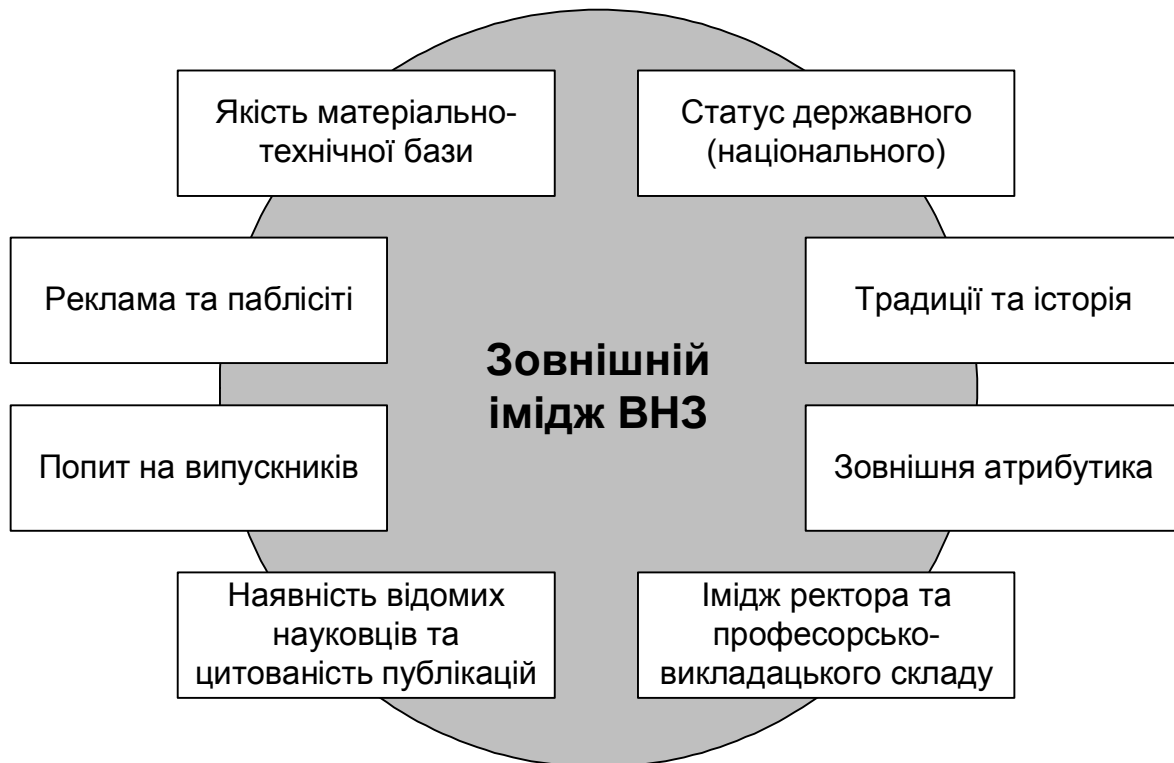 Якість матеріально-
технічної бази
Статус державного
(національного)
Реклама та паблісіті
Традиції та історія
Зовнішній
імідж ВНЗ
Попит на випускників
Зовнішня атрибутика
Наявність відомих
науковців та
цитованість публікацій
Імідж ректора та
професорсько-
викладацького складу